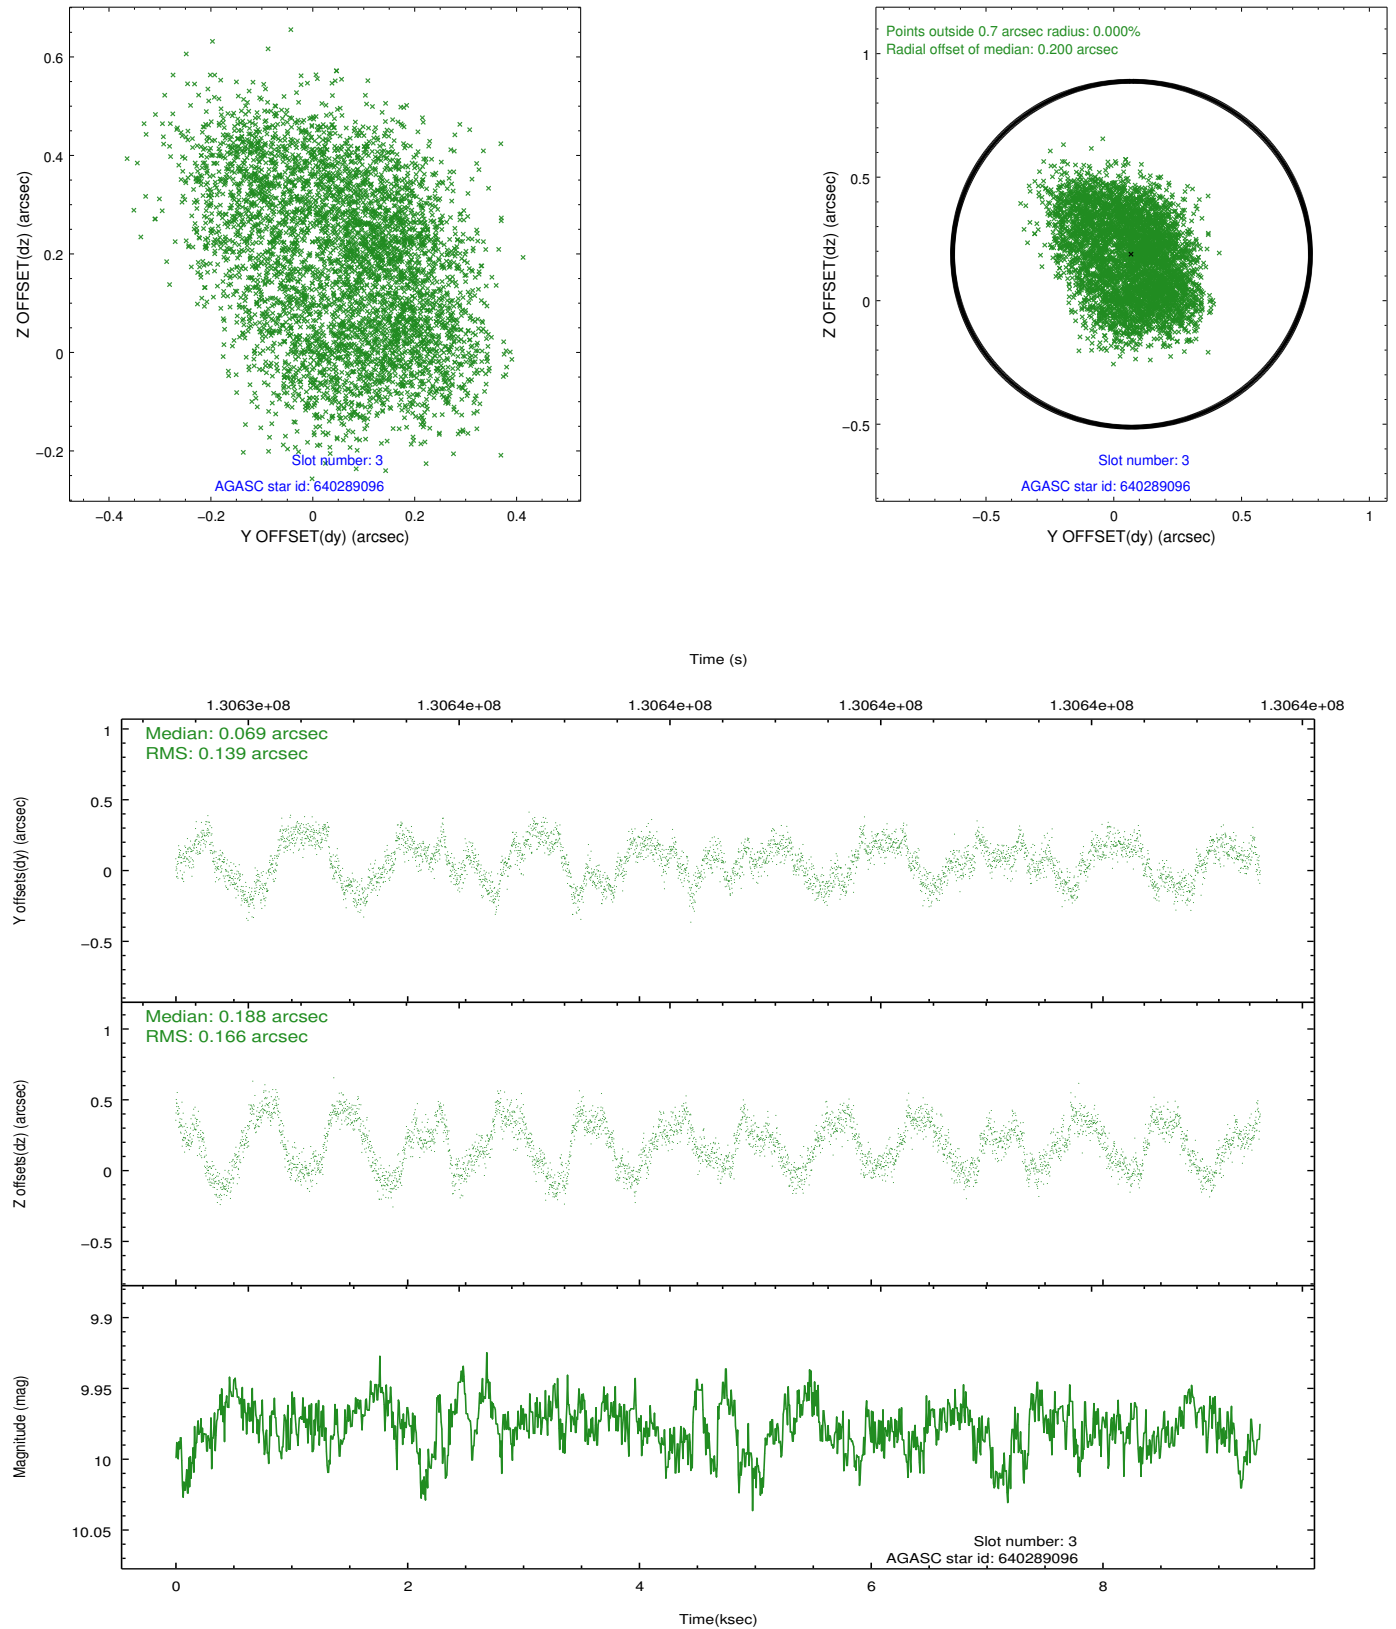 0.6
0.4
0.2
0
−0.2
−0.4
−0.2
0
0.2
0.4
Z OFFSET(dz) (arcsec)
Y OFFSET(dy) (arcsec)
Slot number: 3
AGASC star id: 640289096
Points outside 0.7 arcsec radius: 0.000%
Radial offset of median: 0.200 arcsec
1
0.5
0
−0.5
−0.5
0
0.5
1
Z OFFSET(dz) (arcsec)
Y OFFSET(dy) (arcsec)
Slot number: 3
AGASC star id: 640289096
Time (s)
1.3063e+08 1.3064e+08 1.3064e+08 1.3064e+08 1.3064e+08 1.3064e+08
Median: 0.069 arcsec
RMS: 0.139 arcsec
1
0.5
0
−0.5
Y offsets(dy) (arcsec)
Median: 0.188 arcsec
RMS: 0.166 arcsec
1
0.5
0
−0.5
Z offsets(dz) (arcsec)
9.9
9.95
10
10.05
Magnitude (mag)
Slot number: 3
AGASC star id: 640289096
0 2 4 6 8
Time(ksec)